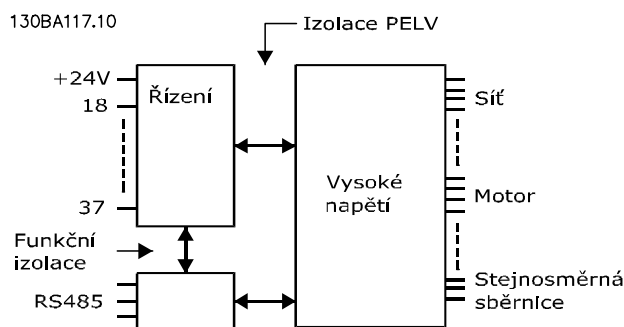 130BA117.10
Izolace PELV
+24V
Řízení
18
Síť
Vysoké
napětí
37
Motor
Funkční
izolace
Stejnosměrná
sběrnice
RS485